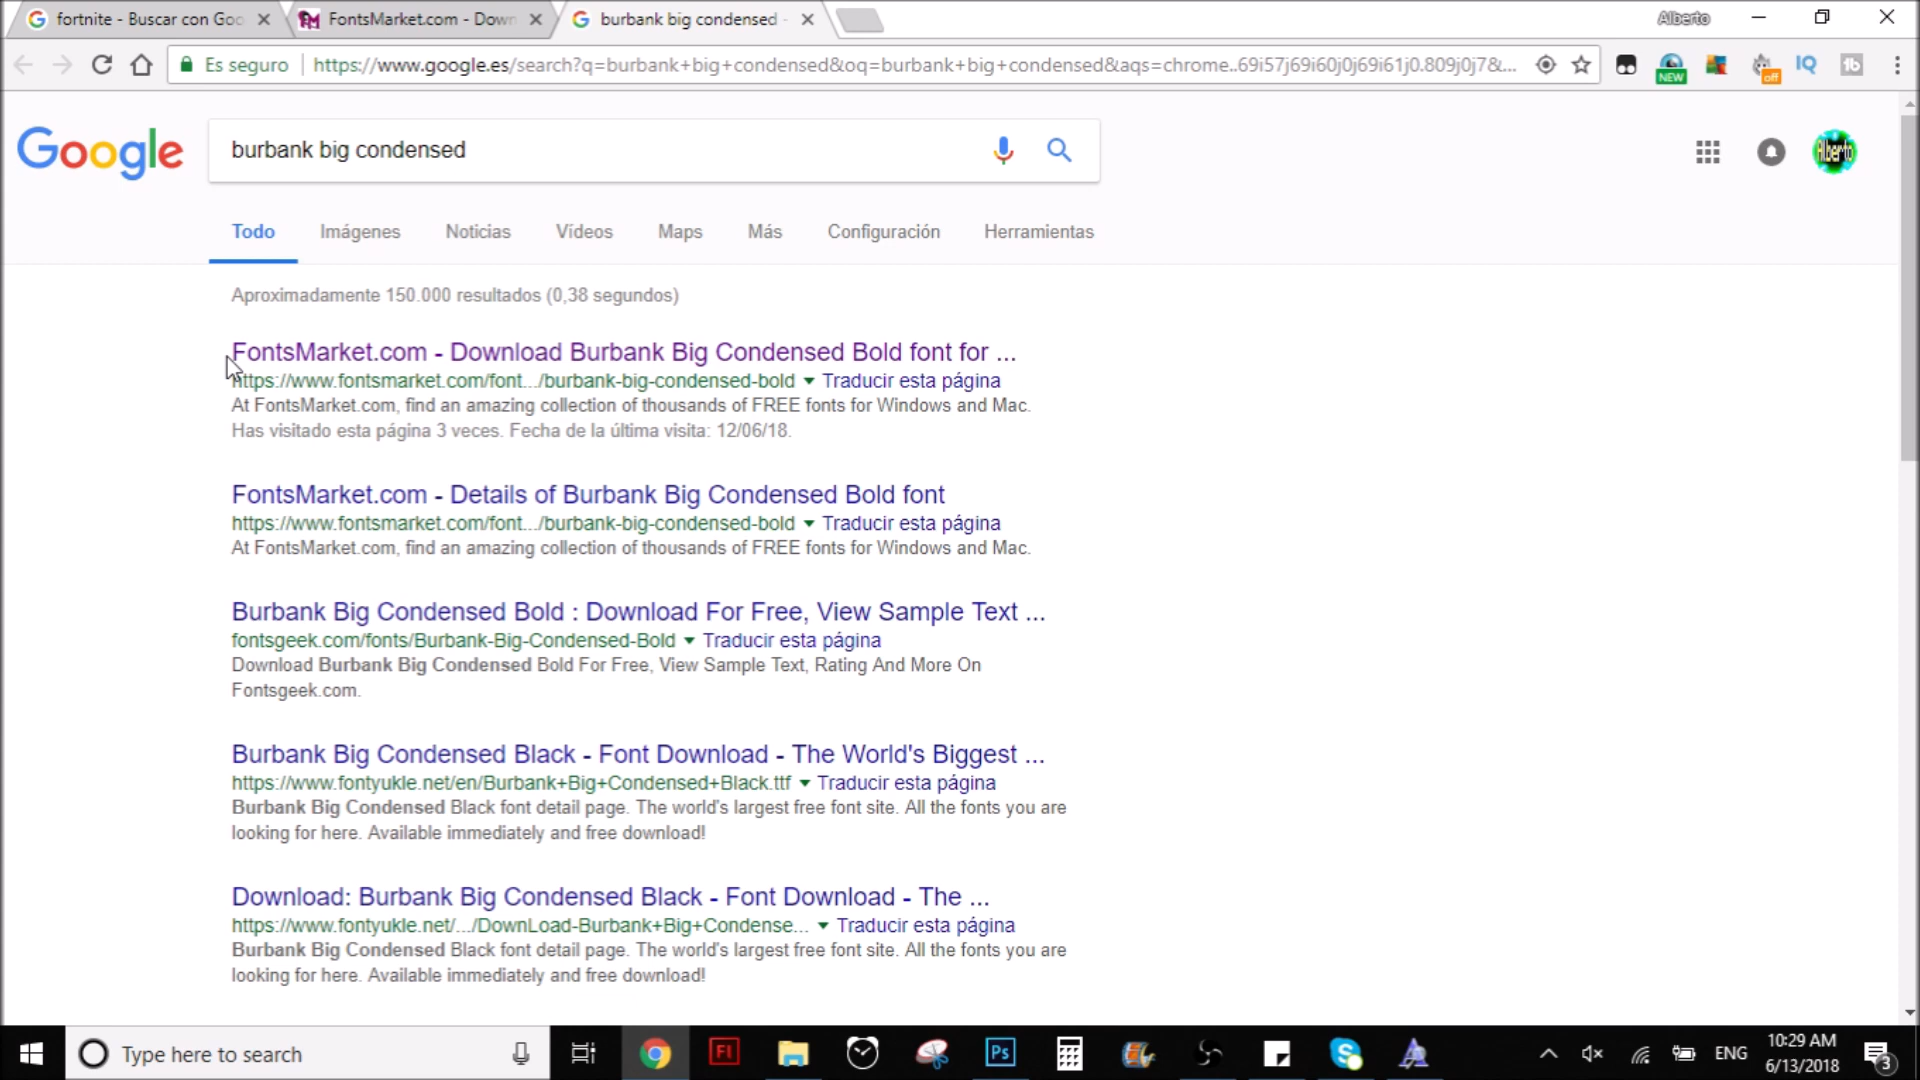 fortnite - Buscar con Goo
FontsMarket.com - Down
burbank big condensed -
Alberto
Es seguro
https://www.google.es/search?q=burbank+big+condensed&oq=burbank+big+condensed&aqs=chrome..69i57j69i60j0j69i61j0.809j0j7&...
NEW
off
IQ
Google
burbank big condensed
Alberto
Todo
Imágenes
Noticias
Vídeos
Maps
Más
Configuración
Herramientas
Aproximadamente 150.000 resultados (0,38 segundos)
FontsMarket.com - Download Burbank Big Condensed Bold font for ...
https://www.fontsmarket.com/font.../burbank-big-condensed-bold
Traducir esta página
At FontsMarket.com, find an amazing collection of thousands of FREE fonts for Windows and Mac.
Has visitado esta página 3 veces. Fecha de la última visita: 12/06/18.
FontsMarket.com - Details of Burbank Big Condensed Bold font
https://www.fontsmarket.com/font.../burbank-big-condensed-bold
Traducir esta página
At FontsMarket.com, find an amazing collection of thousands of FREE fonts for Windows and Mac.
Burbank Big Condensed Bold : Download For Free, View Sample Text ...
fontsgeek.com/fonts/Burbank-Big-Condensed-Bold
Traducir esta página
Download Burbank Big Condensed Bold For Free, View Sample Text, Rating And More On
Fontsgeek.com.
Burbank Big Condensed Black - Font Download - The World's Biggest ...
https://www.fontyukle.net/en/Burbank+Big+Condensed+Black.ttf
Traducir esta página
Burbank Big Condensed Black font detail page. The world's largest free font site. All the fonts you are
looking for here. Available immediately and free download!
Download: Burbank Big Condensed Black - Font Download - The ...
https://www.fontyukle.net/.../DownLoad-Burbank+Big+Condense...
Traducir esta página
Burbank Big Condensed Black font detail page. The world's largest free font site. All the fonts you are
looking for here. Available immediately and free download!
Type here to search
Fl
Ps
ENG
10:29 AM
6/13/2018
3